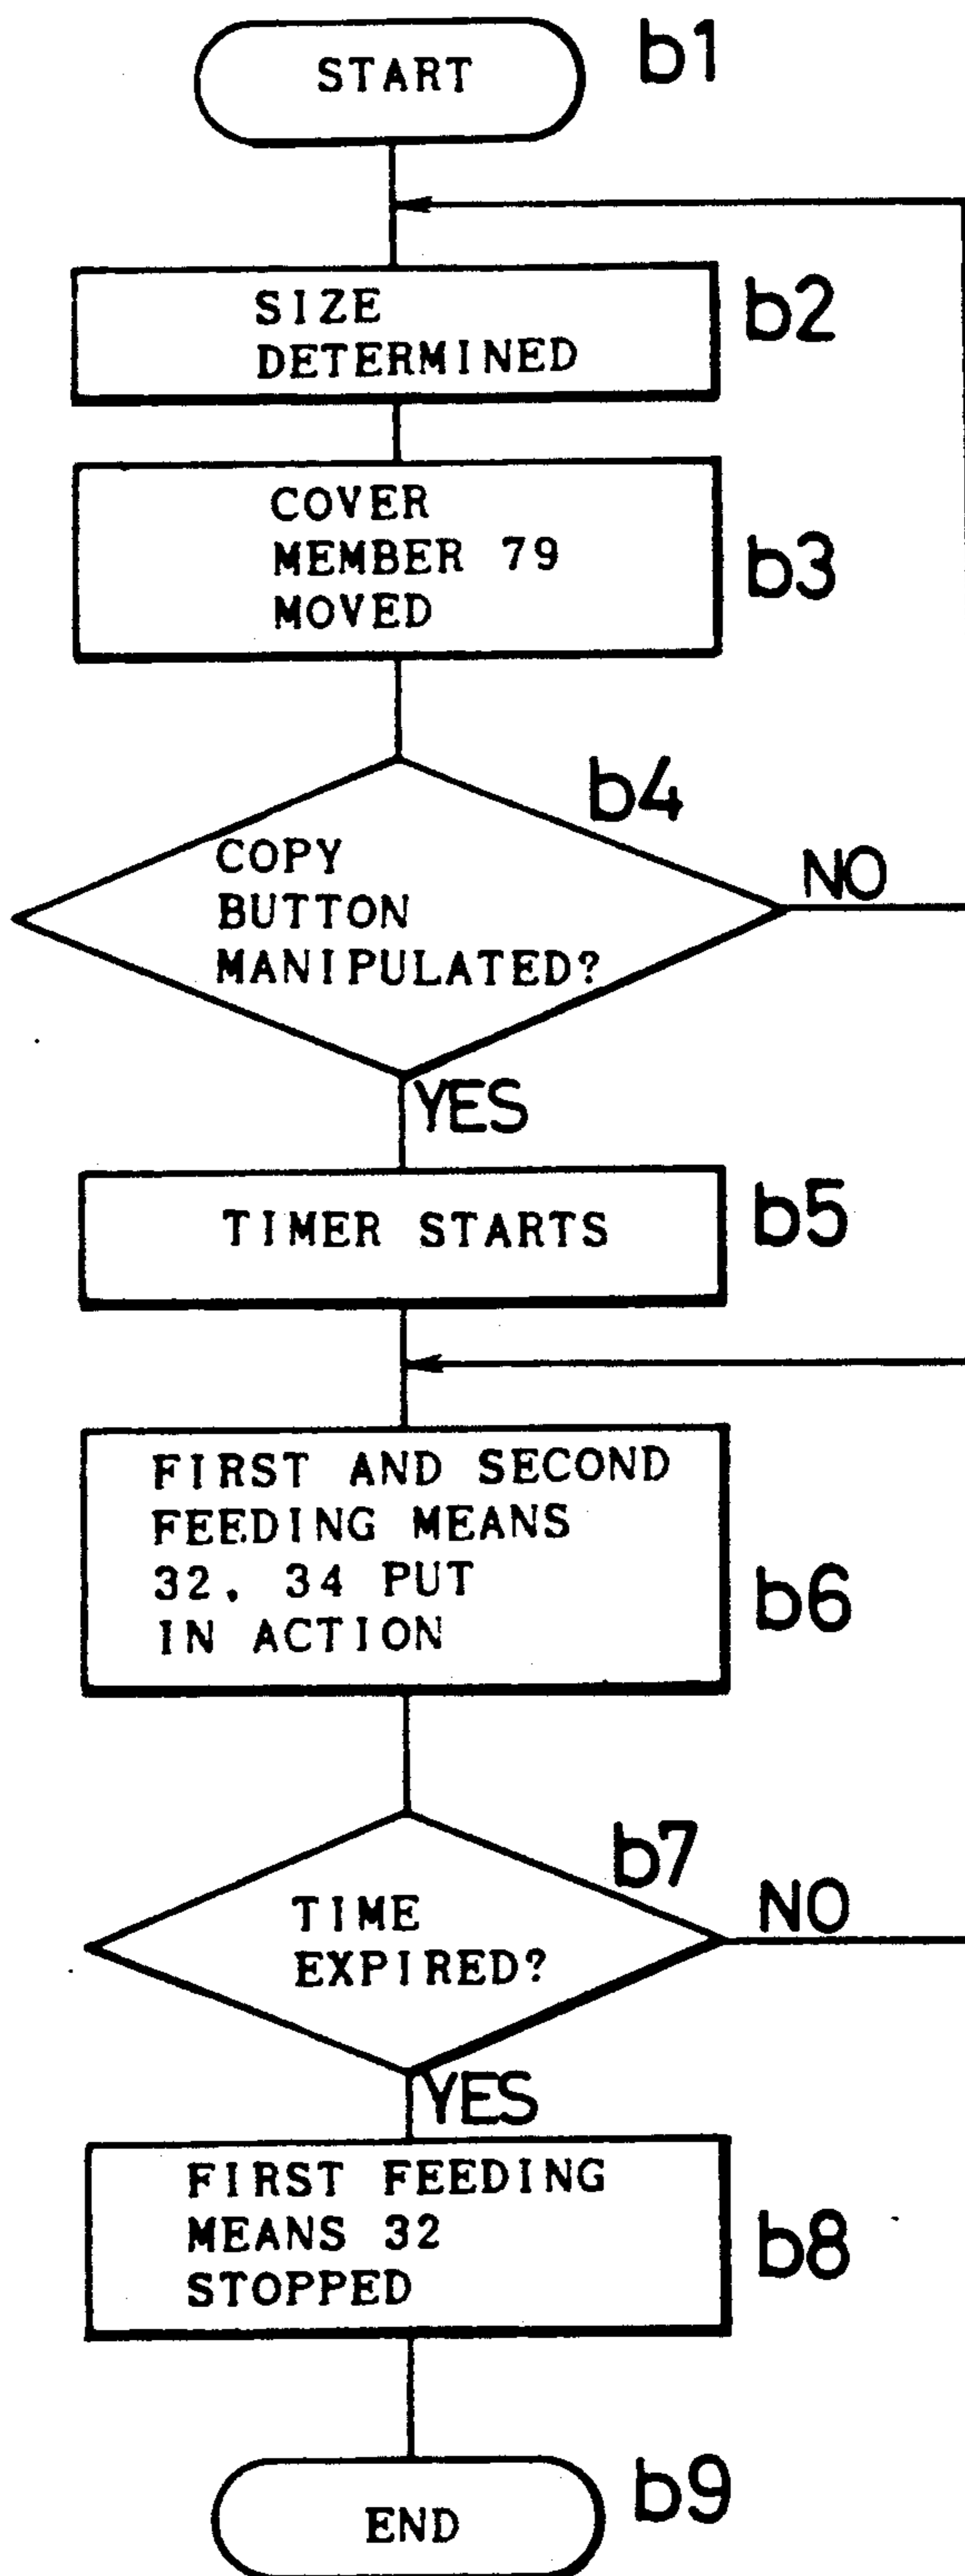 START
b1
SIZE
DETERMINED
b2
COVER
MEMBER 79
MOVED
b3
b4
COPY
BUTTON
MANIPULATED?
NO
YES
TIMER STARTS
b5
FIRST AND SECOND
FEEDING MEANS
32, 34 PUT
IN ACTION
b6
b7
TIME
EXPIRED?
NO
YES
FIRST FEEDING
MEANS 32
STOPPED
b8
END
b9